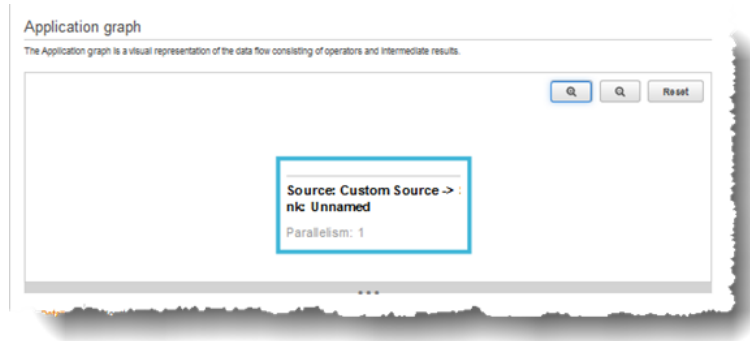 Application graph
The Application graph is a visual representation of the data flow consisting of operators and intermediate results.
Reset
Source: Custom Source ->
nk: Unnamed
Parallelism: 1